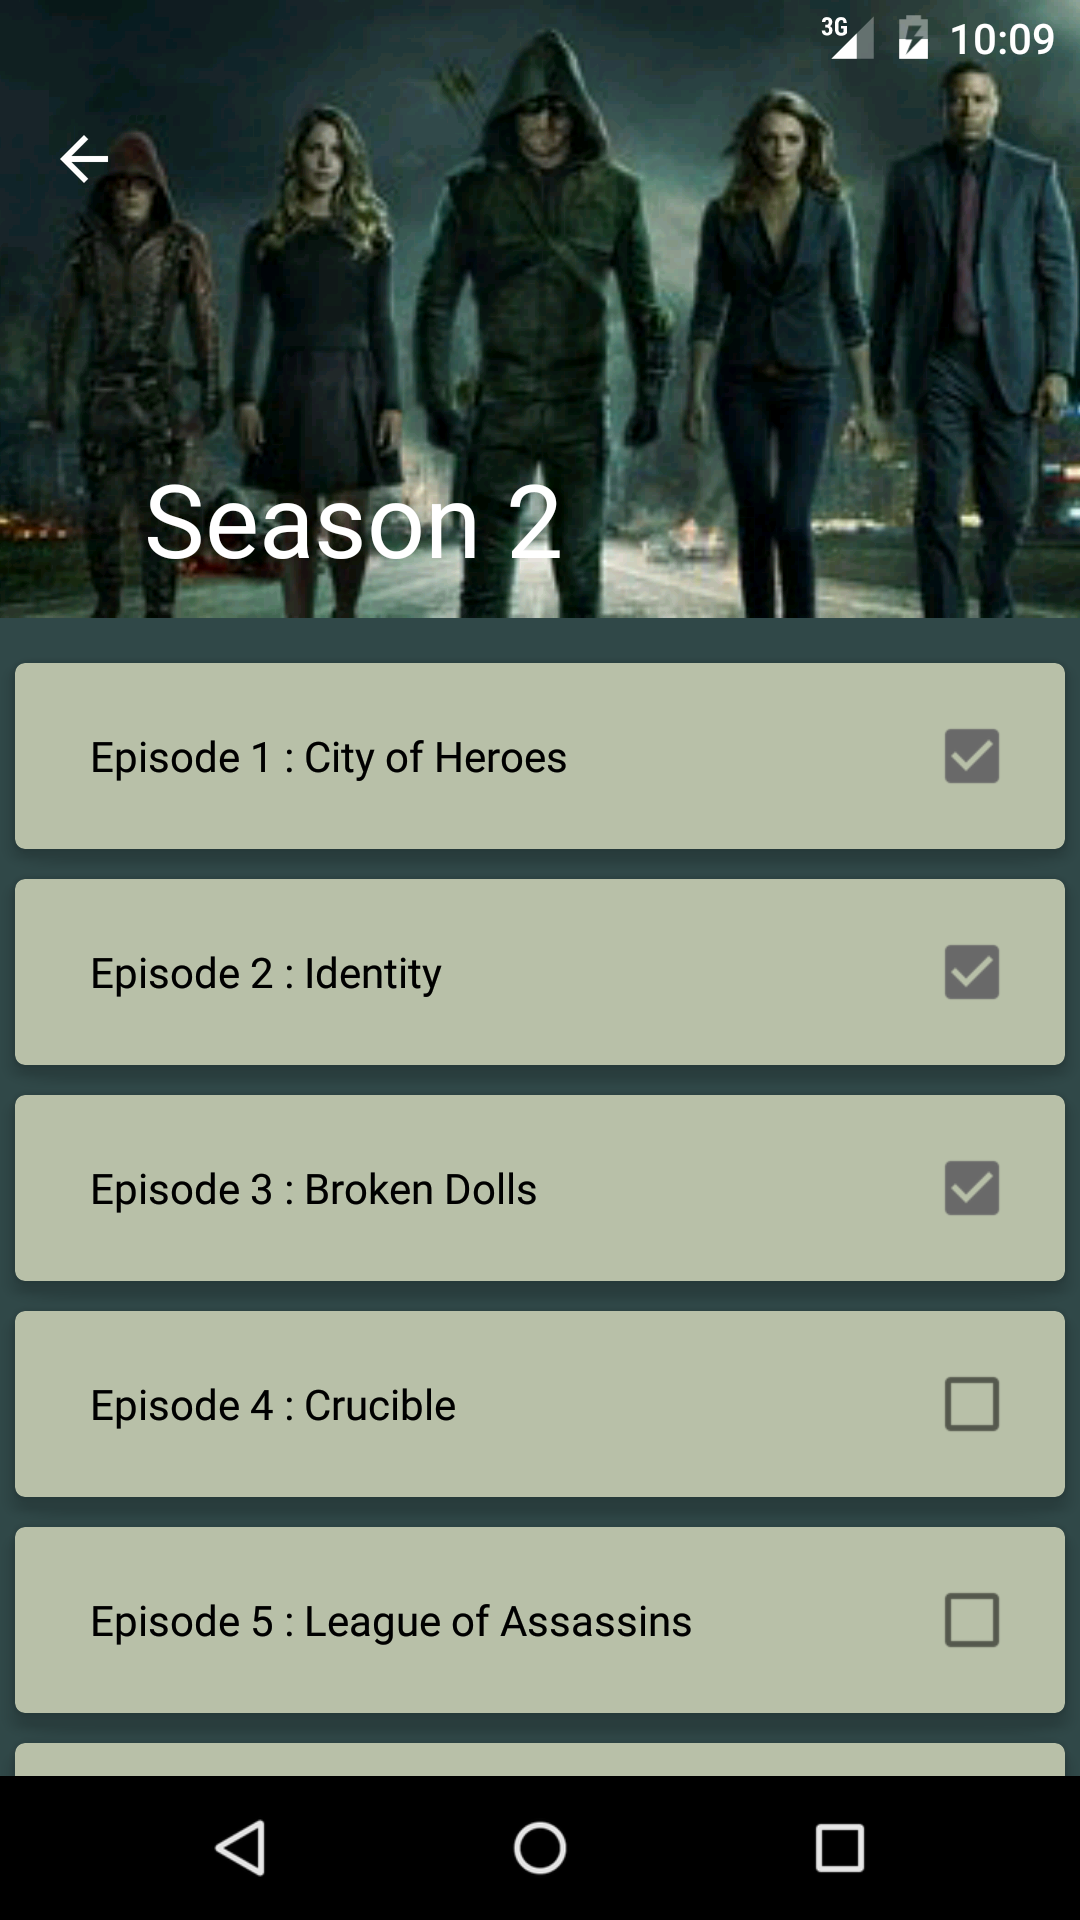 3G 10:09
Season 2
Episode 1 : City of Heroes
Episode 2 : Identity
Episode 3 : Broken Dolls
Episode 4 : Crucible
Episode 5 : League of Assassins